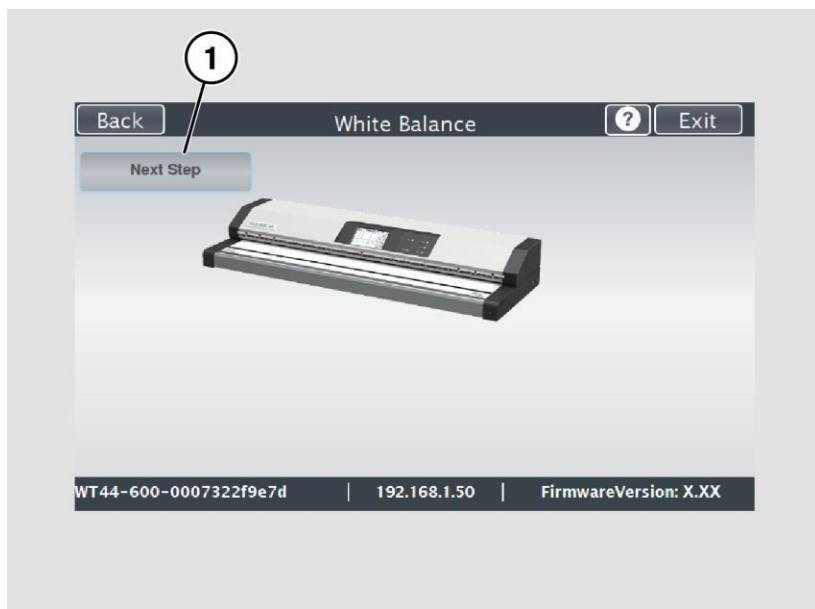 1
Back White Balance ? Exit
Next Step
WT44-600-0007322f9e7d | 192.168.1.50 | FirmwareVersion: X.XX